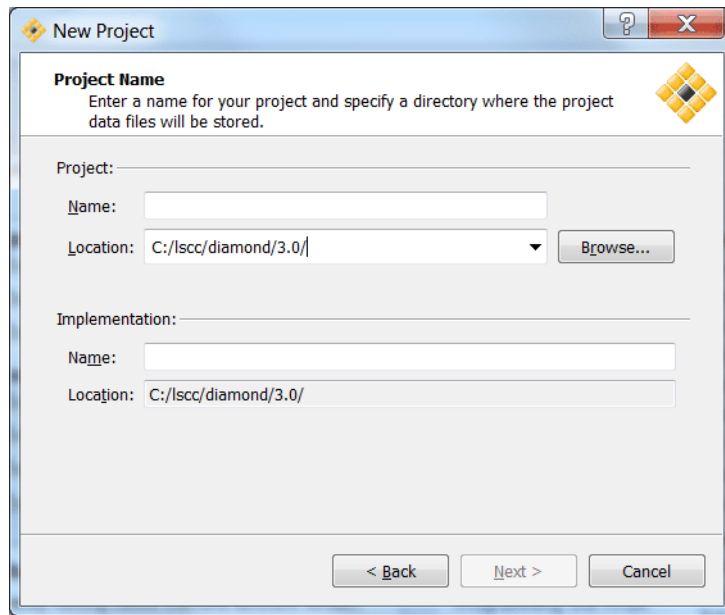 New Project
Project Name
Enter a name for your project and specify a directory where the project
data files will be stored.
Project:
Name:
Location: C:/lscc/diamond/3.0/ Browse...
Implementation:
Name:
Location: C:/lscc/diamond/3.0/
< Back Next > Cancel